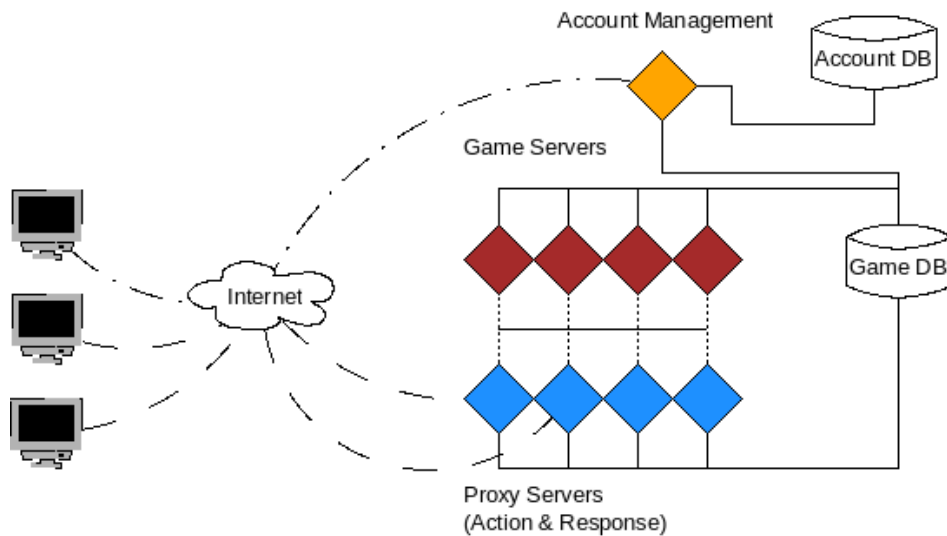 Account Management
Account DB
Game Servers
Game DB
Internet
Proxy Servers
(Action & Response)